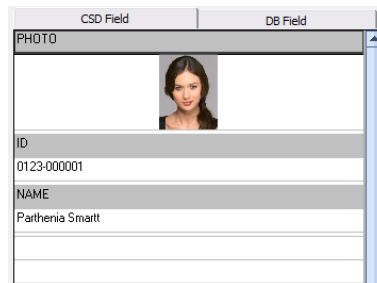 CSD Field
DB Field
PHOTO
ID
0123-000001
NAME
Parthenia Smartt